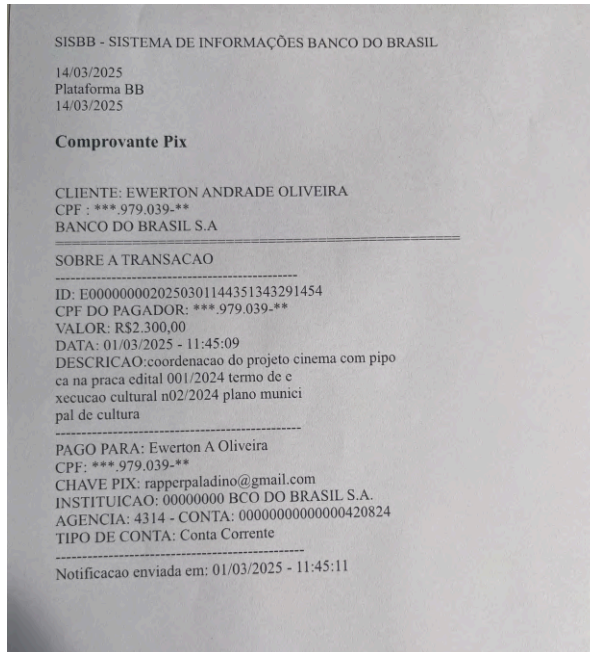 SISBB - SISTEMA DE INFORMAÇÕES BANCO DO BRASIL
14/03/2025
Plataforma BB
14/03/2025
Comprovante Pix
CLIENTE: EWERTON ANDRADE OLIVEIRA
CPF : ***.979.039-**
BANCO DO BRASIL S.A
==================================================
SOBRE A TRANSACAO
------------------------------------------------
ID: E00000000202503011443513432​91454
CPF DO PAGADOR: ***.979.039-**
VALOR: R$2.300,00
DATA: 01/03/2025 - 11:45:09
DESCRICAO:coordenacao do projeto cinema com pipo
ca na praca edital 001/2024 termo de e
xecucao cultural n02/2024 plano munici
pal de cultura
------------------------------------------------
PAGO PARA: Ewerton A Oliveira
CPF: ***.979.039-**
CHAVE PIX: rapperpaladino@gmail.com
INSTITUICAO: 00000000 BCO DO BRASIL S.A.
AGENCIA: 4314 - CONTA: 00000000000000420824
TIPO DE CONTA: Conta Corrente
------------------------------------------------
Notificacao enviada em: 01/03/2025 - 11:45:11